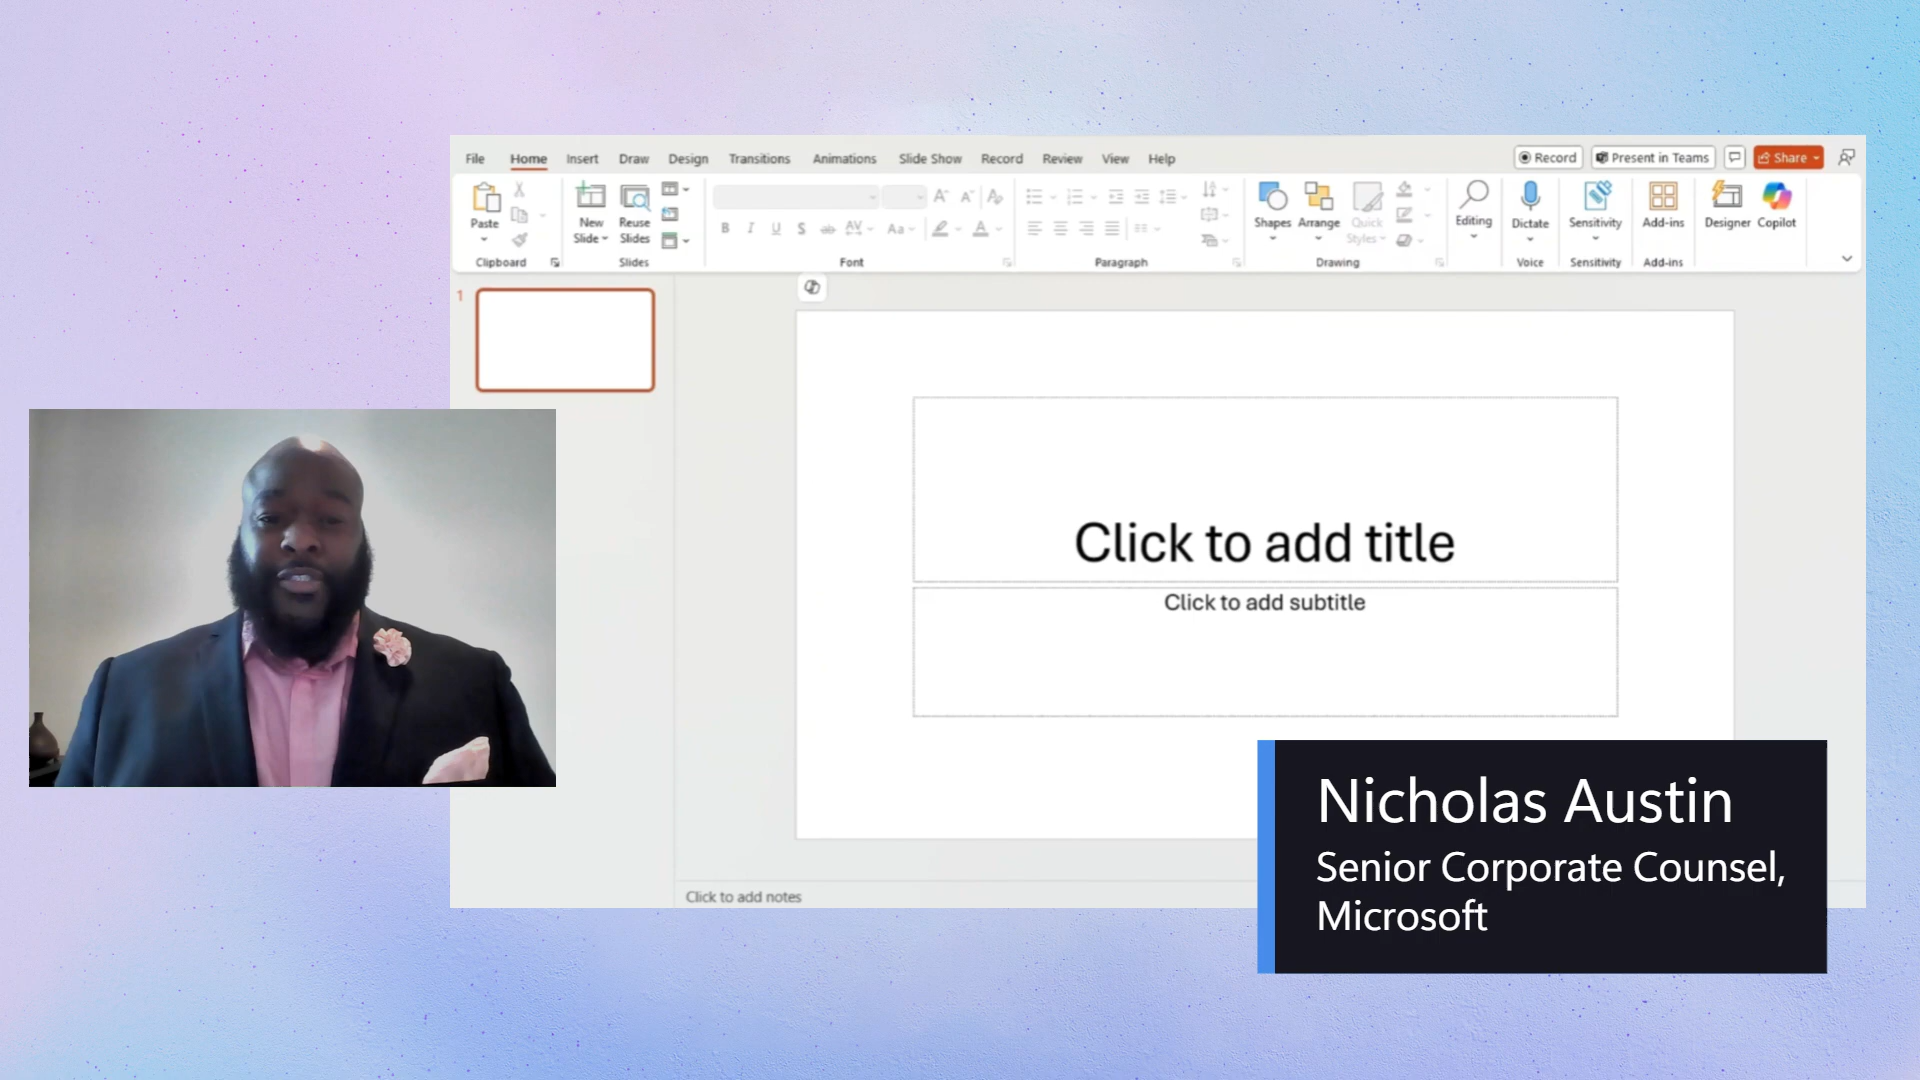 File Home Insert Draw Design Transitions Animations Slide Show Record Review View Help
Record Present in Teams Share
Paste
Clipboard
New
Slide
Reuse
Slides
Slides
B I U S ab AV Aa A
Font
Paragraph
Shapes Arrange Quick
Styles
Drawing
Editing
Dictate
Voice
Sensitivity
Sensitivity
Add-ins
Add-ins
Designer Copilot
1
Click to add title
Click to add subtitle
Click to add notes
Nicholas Austin
Senior Corporate Counsel,
Microsoft